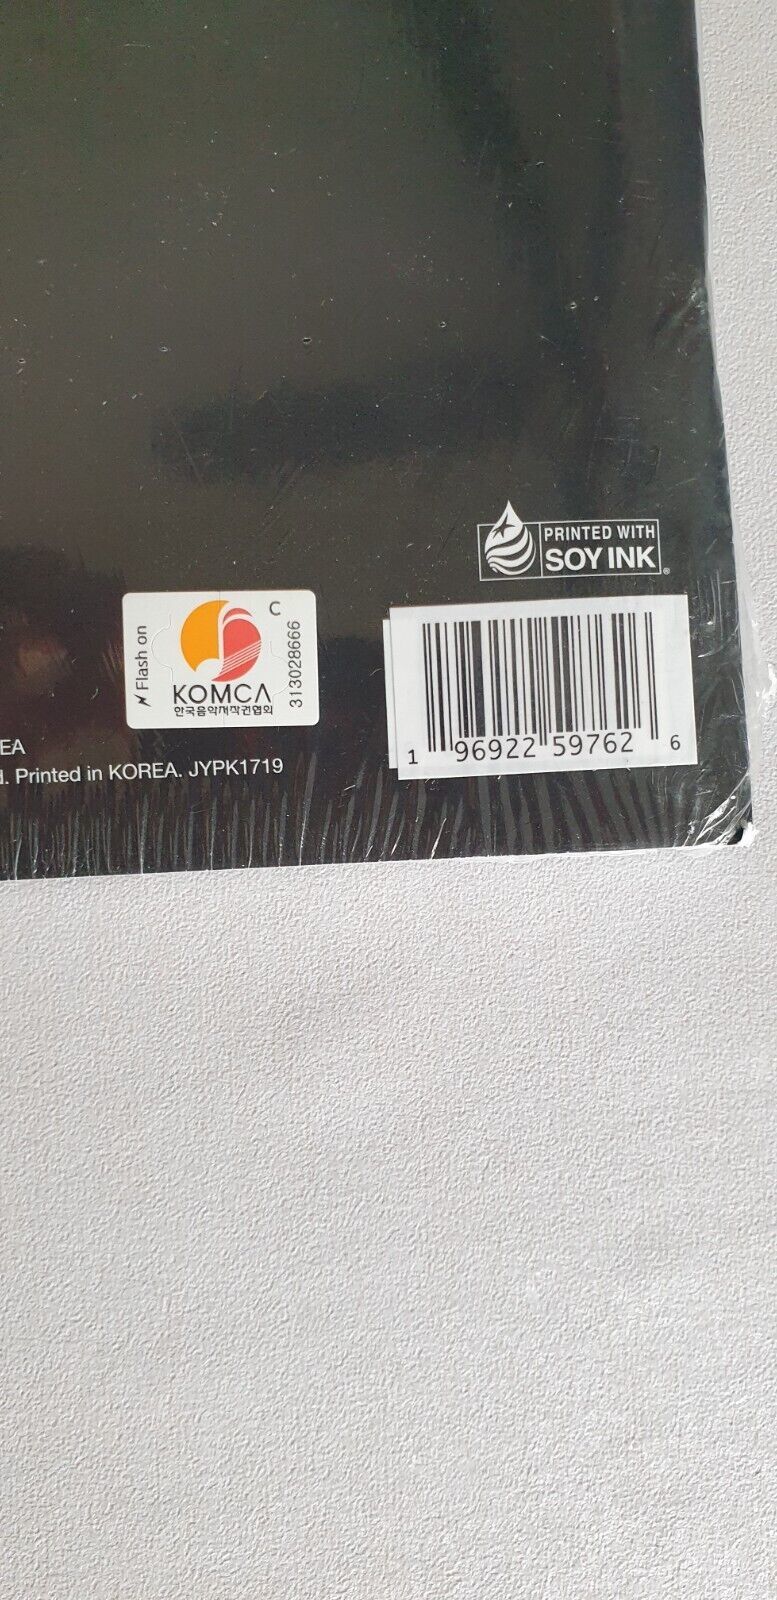 PRINTED WITH
SOY INK®
Flash on
C
KOMCA
한국음악저작권협회
313028666
1 96922 59762 6
EA
d. Printed in KOREA. JYPK1719